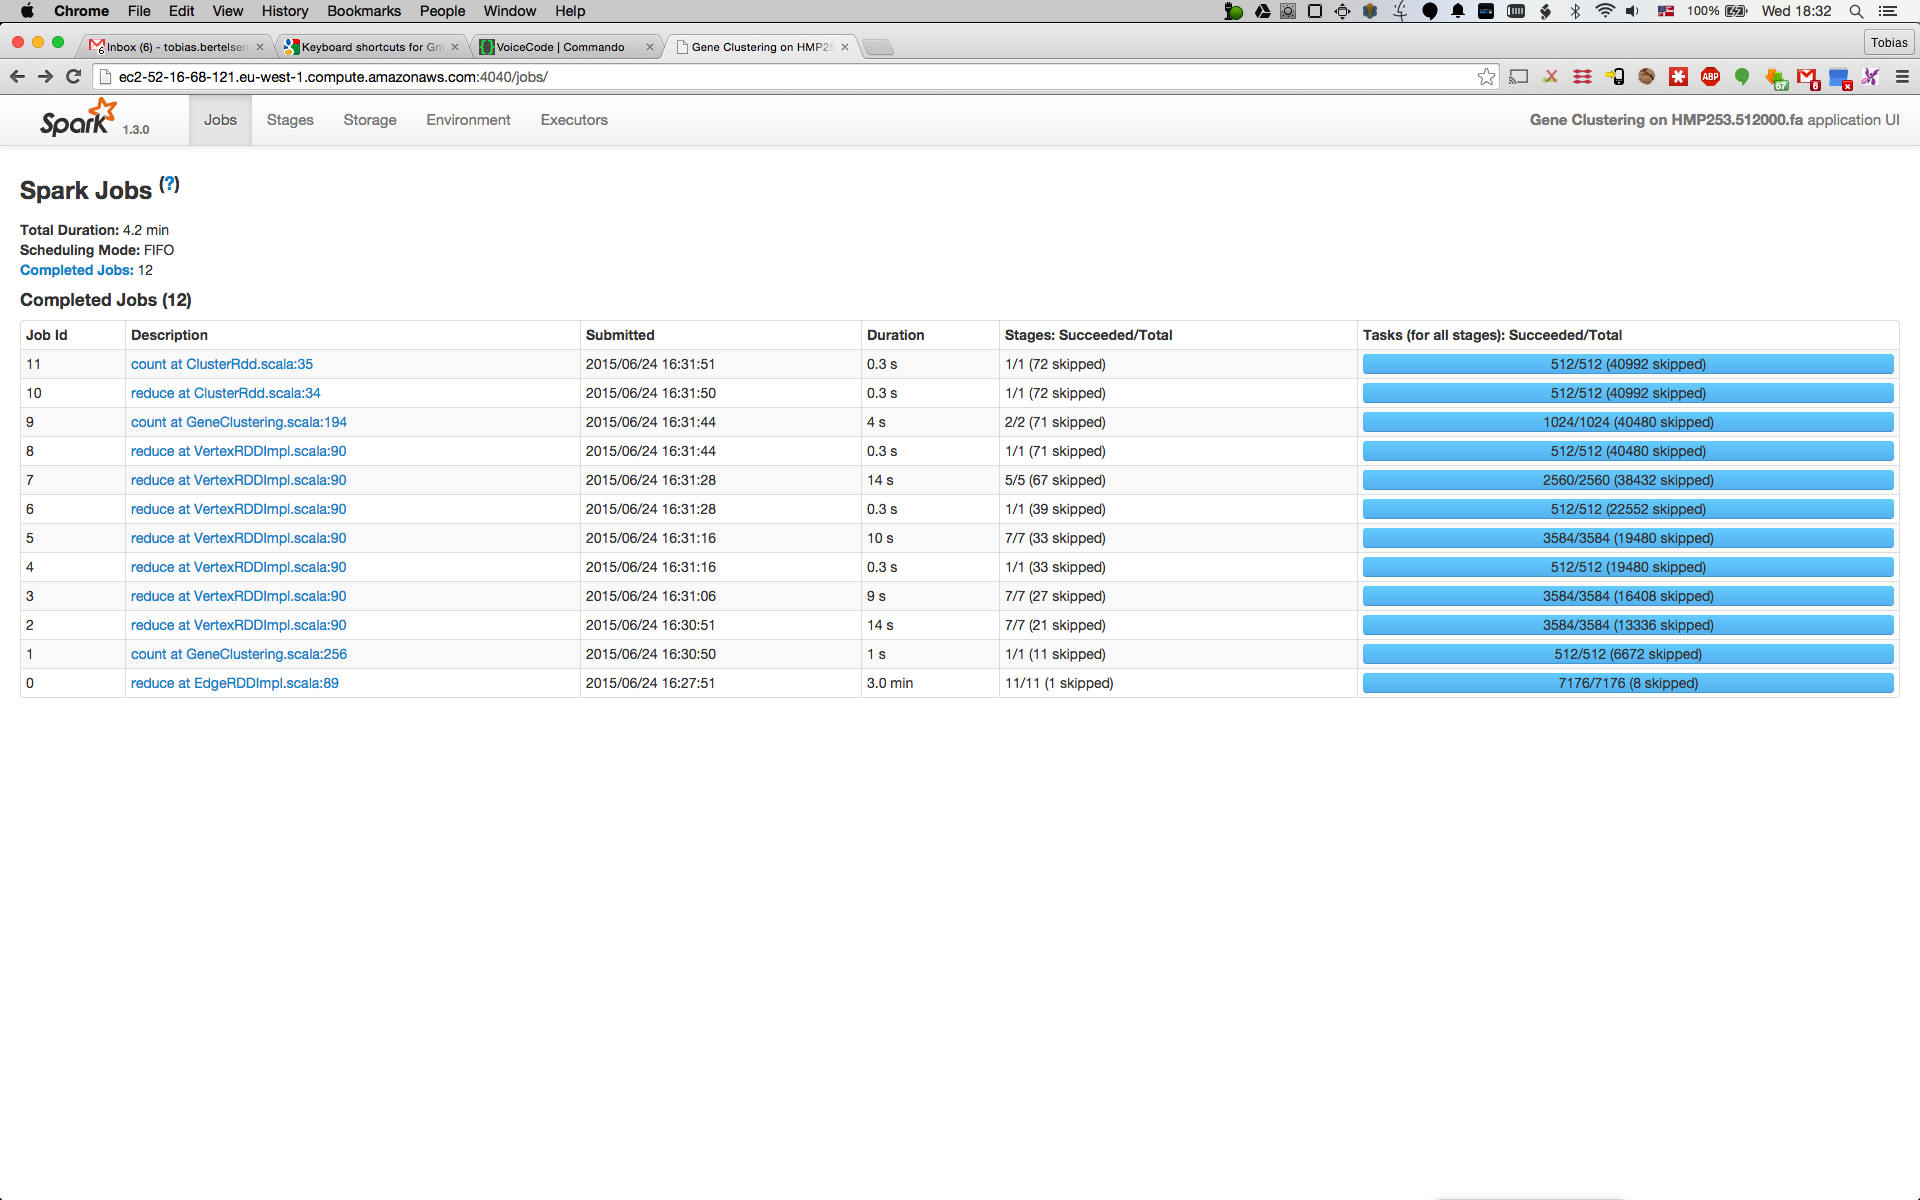 Chrome File Edit View History Bookmarks People Window Help 100% Wed 18:32
Inbox (6) - tobias.bertelsen Keyboard shortcuts for Gm VoiceCode | Commando Gene Clustering on HMP25 Tobias
ec2-52-16-68-121.eu-west-1.compute.amazonaws.com:4040/jobs/ ABP 67 6 x
Spark 1.3.0 Jobs Stages Storage Environment Executors Gene Clustering on HMP253.512000.fa application UI
Spark Jobs (?)
Total Duration: 4.2 min
Scheduling Mode: FIFO
Completed Jobs: 12
Completed Jobs (12)
Job Id Description Submitted Duration Stages: Succeeded/Total Tasks (for all stages): Succeeded/Total
11 count at ClusterRdd.scala:35 2015/06/24 16:31:51 0.3 s 1/1 (72 skipped) 512/512 (40992 skipped)
10 reduce at ClusterRdd.scala:34 2015/06/24 16:31:50 0.3 s 1/1 (72 skipped) 512/512 (40992 skipped)
9 count at GeneClustering.scala:194 2015/06/24 16:31:44 4 s 2/2 (71 skipped) 1024/1024 (40480 skipped)
8 reduce at VertexRDDImpl.scala:90 2015/06/24 16:31:44 0.3 s 1/1 (71 skipped) 512/512 (40480 skipped)
7 reduce at VertexRDDImpl.scala:90 2015/06/24 16:31:28 14 s 5/5 (67 skipped) 2560/2560 (38432 skipped)
6 reduce at VertexRDDImpl.scala:90 2015/06/24 16:31:28 0.3 s 1/1 (39 skipped) 512/512 (22552 skipped)
5 reduce at VertexRDDImpl.scala:90 2015/06/24 16:31:16 10 s 7/7 (33 skipped) 3584/3584 (19480 skipped)
4 reduce at VertexRDDImpl.scala:90 2015/06/24 16:31:16 0.3 s 1/1 (33 skipped) 512/512 (19480 skipped)
3 reduce at VertexRDDImpl.scala:90 2015/06/24 16:31:06 9 s 7/7 (27 skipped) 3584/3584 (16408 skipped)
2 reduce at VertexRDDImpl.scala:90 2015/06/24 16:30:51 14 s 7/7 (21 skipped) 3584/3584 (13336 skipped)
1 count at GeneClustering.scala:256 2015/06/24 16:30:50 1 s 1/1 (11 skipped) 512/512 (6672 skipped)
0 reduce at EdgeRDDImpl.scala:89 2015/06/24 16:27:51 3.0 min 11/11 (1 skipped) 7176/7176 (8 skipped)